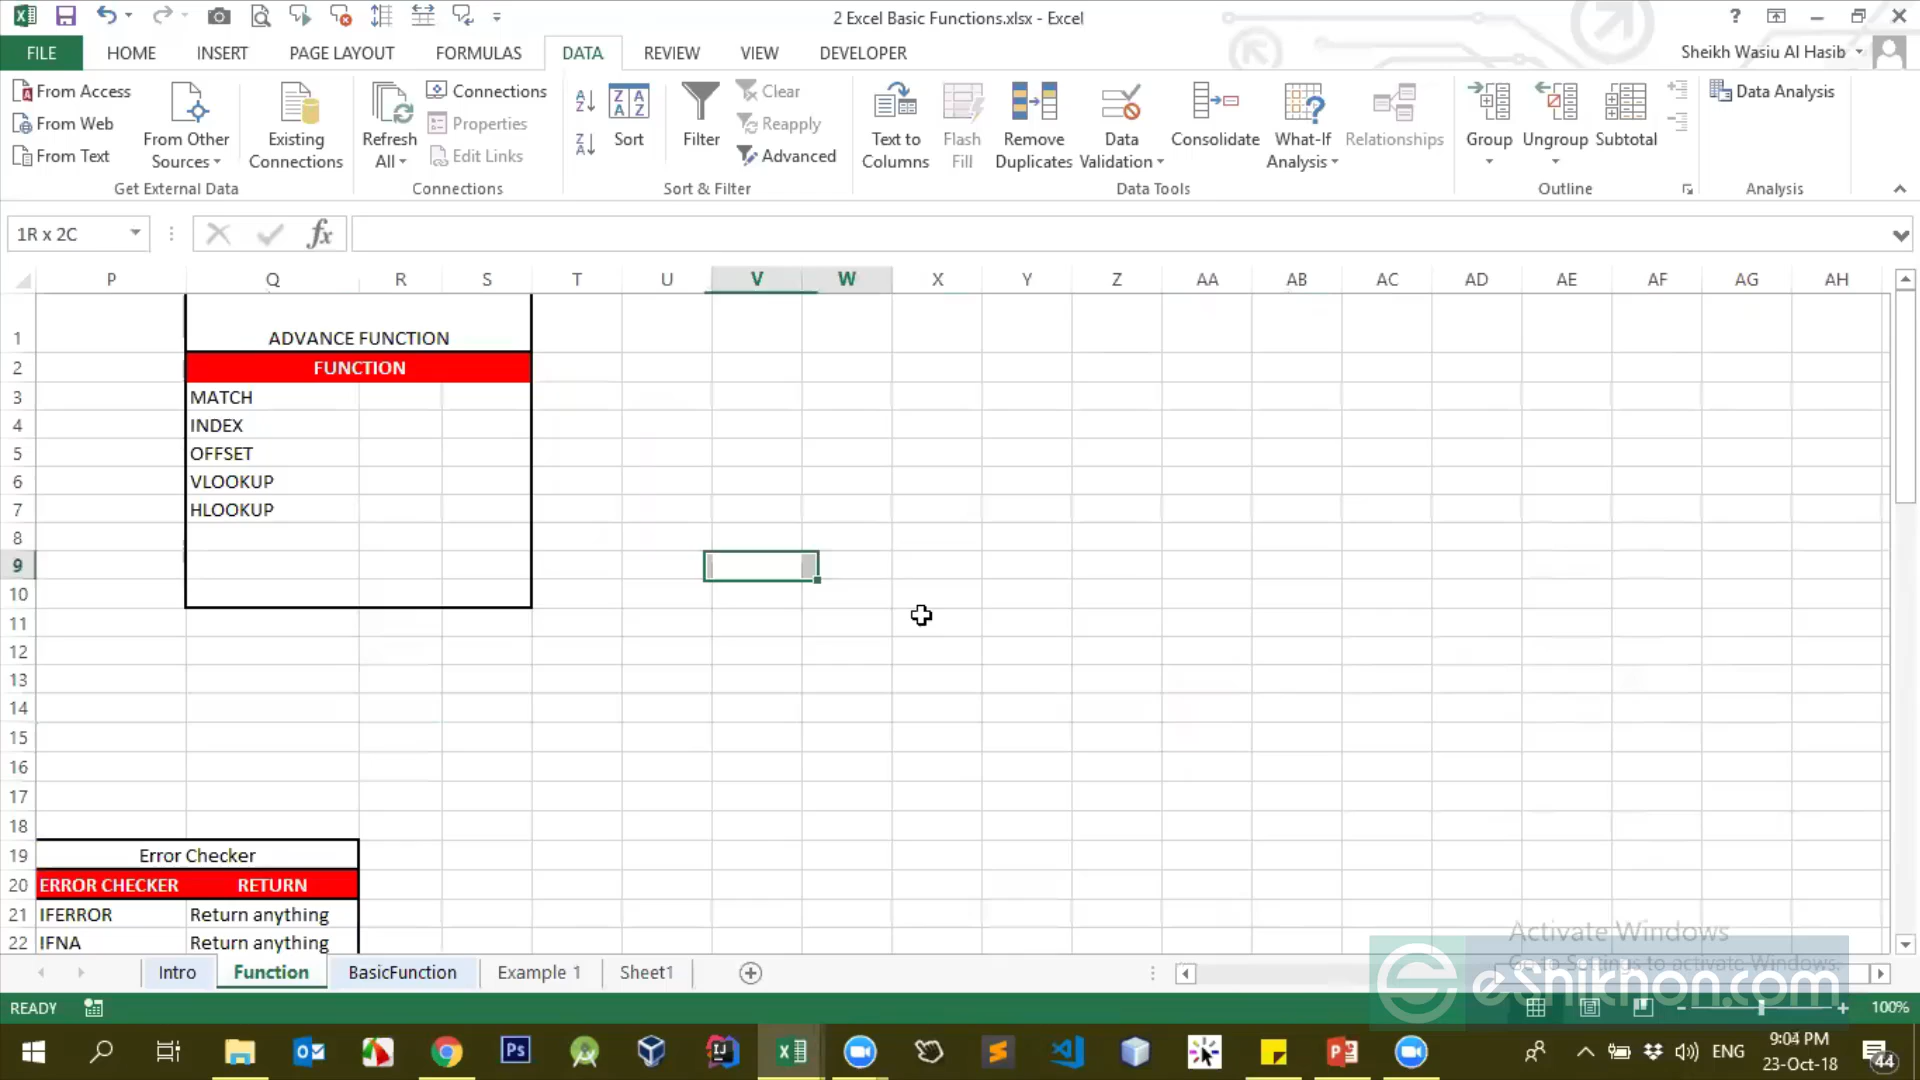 2 Excel Basic Functions.xlsx - Excel
?
FILE HOME INSERT PAGE LAYOUT FORMULAS DATA REVIEW VIEW DEVELOPER
Sheikh Wasiu Al Hasib
From Access
From Web
From Text
From Other
Sources
Existing
Connections
Get External Data
Refresh
All
Connections
Properties
Edit Links
Connections
Sort
Filter
Clear
Reapply
Advanced
Sort & Filter
Text to
Columns
Flash
Fill
Remove
Duplicates
Data
Validation
Consolidate
What-If
Analysis
Relationships
Data Tools
Group
Ungroup
Subtotal
Outline
Data Analysis
Analysis
1R x 2C
fx
P Q R S T U V W X Y Z AA AB AC AD AE AF AG AH
1 ADVANCE FUNCTION
2 FUNCTION
3 MATCH
4 INDEX
5 OFFSET
6 VLOOKUP
7 HLOOKUP
8
9
10
11
12
13
14
15
16
17
18
19 Error Checker
20 ERROR CHECKER RETURN
21 IFERROR Return anything
22 IFNA Return anything
Activate Windows
Go to Settings to activate Windows.
Intro Function BasicFunction Example 1 Sheet1
eShikhon.com
READY
100%
Ps
ENG
9:04 PM
23-Oct-18
44